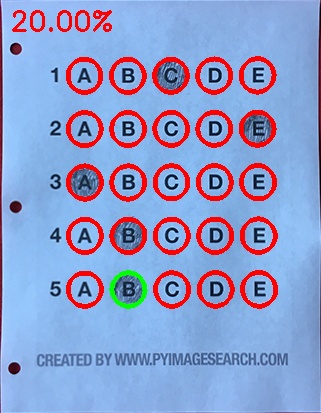 20.00%
1 A B C D E
2 A B C D E
3 A B C D E
4 A B C D E
5 A B C D E
CREATED BY WWW.PYIMAGESEARCH.COM